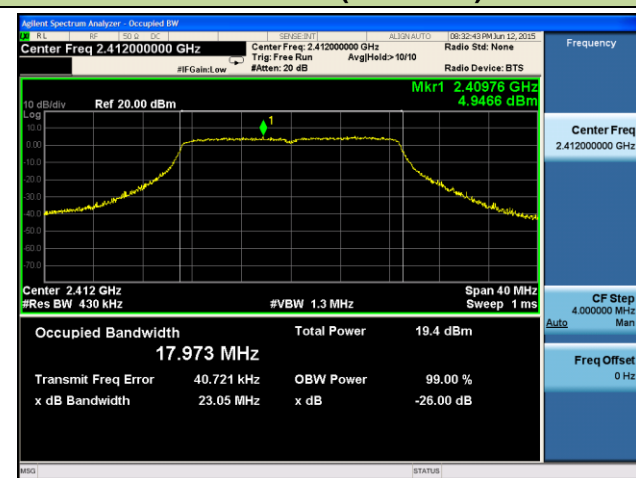 Agilent Spectrum Analyzer - Occupied BW
RL RF 50 Ω DC SENSE:INT ALIGN AUTO 08:32:43 PM Jun 12, 2015
Center Freq 2.412000000 GHz Center Freq: 2.412000000 GHz Radio Std: None Frequency
Trig: Free Run Avg|Hold:> 10/10
#IFGain:Low #Atten: 20 dB Radio Device: BTS
Mkr1 2.40976 GHz
10 dB/div Ref 20.00 dBm 4.9466 dBm
Log
10.0
1
0.00
-10.0
-20.0
-30.0
-40.0
-50.0
-60.0
-70.0
Center Freq
2.412000000 GHz
Center 2.412 GHz Span 40 MHz
#Res BW 430 kHz #VBW 1.3 MHz Sweep 1 ms
CF Step
4.000000 MHz
Auto Man
Occupied Bandwidth Total Power 19.4 dBm
17.973 MHz
Freq Offset
0 Hz
Transmit Freq Error 40.721 kHz OBW Power 99.00 %
x dB Bandwidth 23.05 MHz x dB -26.00 dB
MSG STATUS